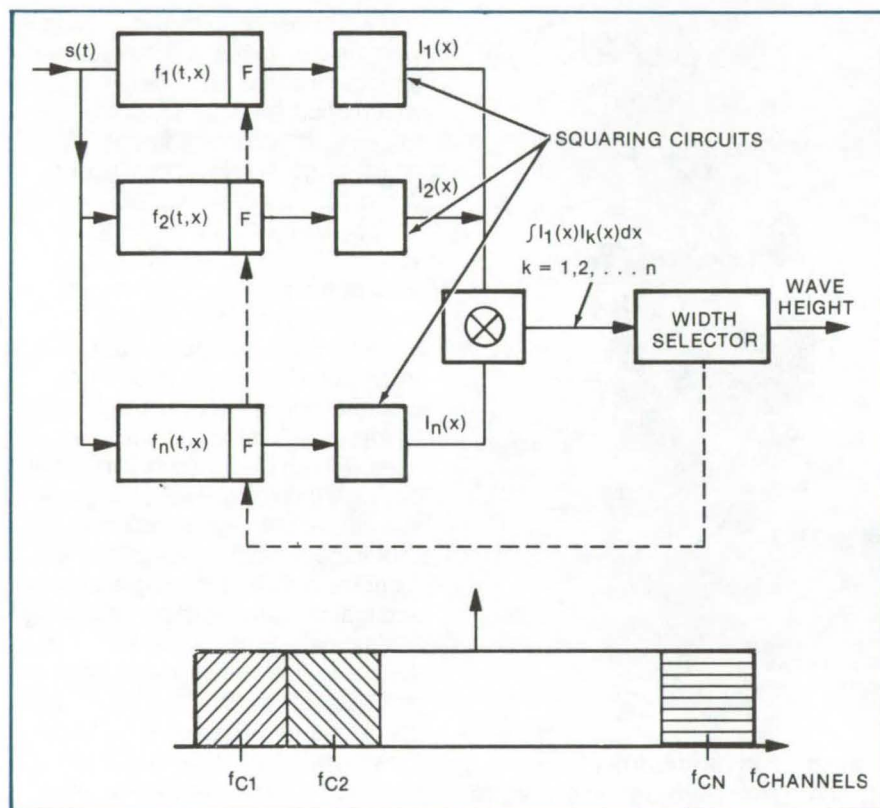 s(t)
f1(t,x)
F
I1(x)
SQUARING CIRCUITS
f2(t,x)
F
I2(x)
∫I1(x)Ik(x)dx
k = 1,2, . . . . n
WAVE
HEIGHT
WIDTH
SELECTOR
fn(t,x)
F
In(x)
fC1
fC2
fCN
fCHANNELS